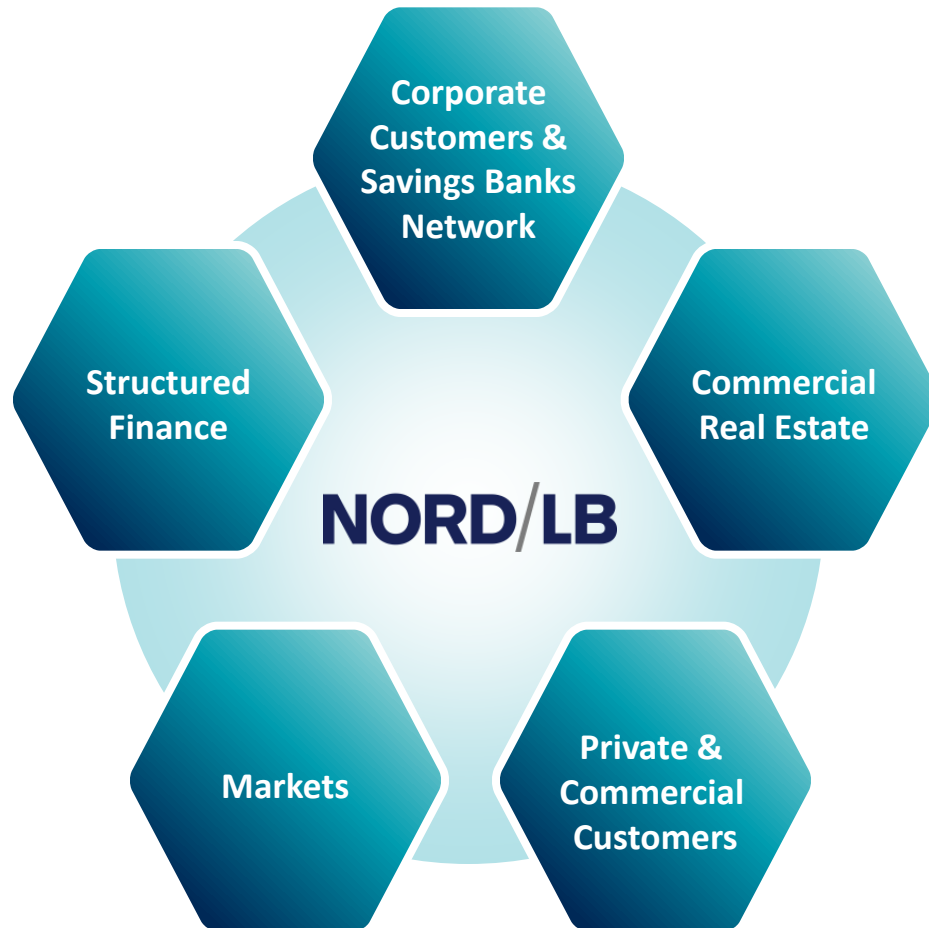 Corporate
Customers &
Savings Banks
Network
Structured
Finance
Commercial
Real Estate
NORD/LB
Markets
Private &
Commercial
Customers